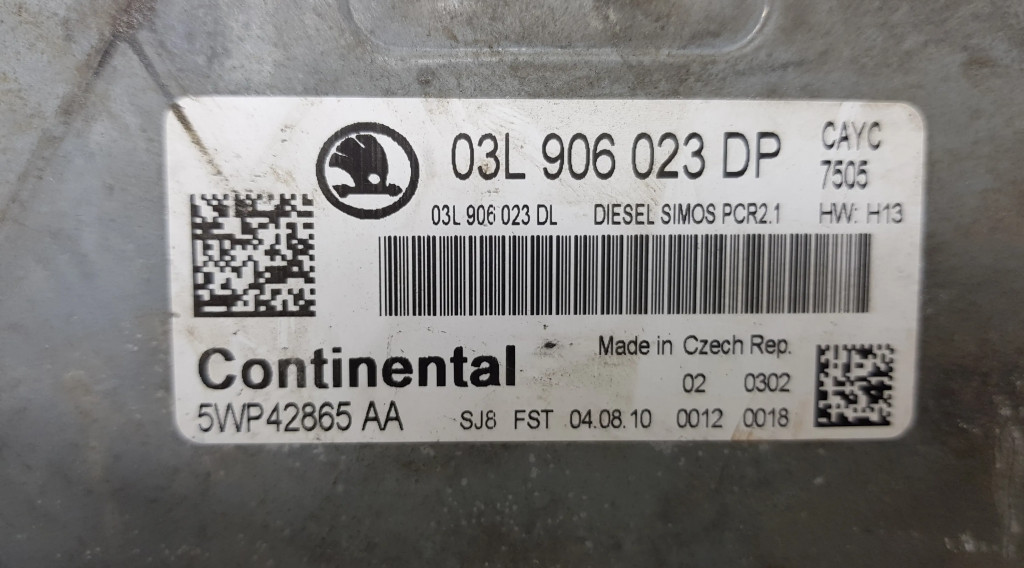 03L 906 023 DP CAYC
7505
03L 906 023 DL DIESEL SIMOS PCR2.1 HW: H13
Continental Made in Czech Rep.
02 0302
5WP42865 AA SJ8 FST 04.08.10 0012 0018